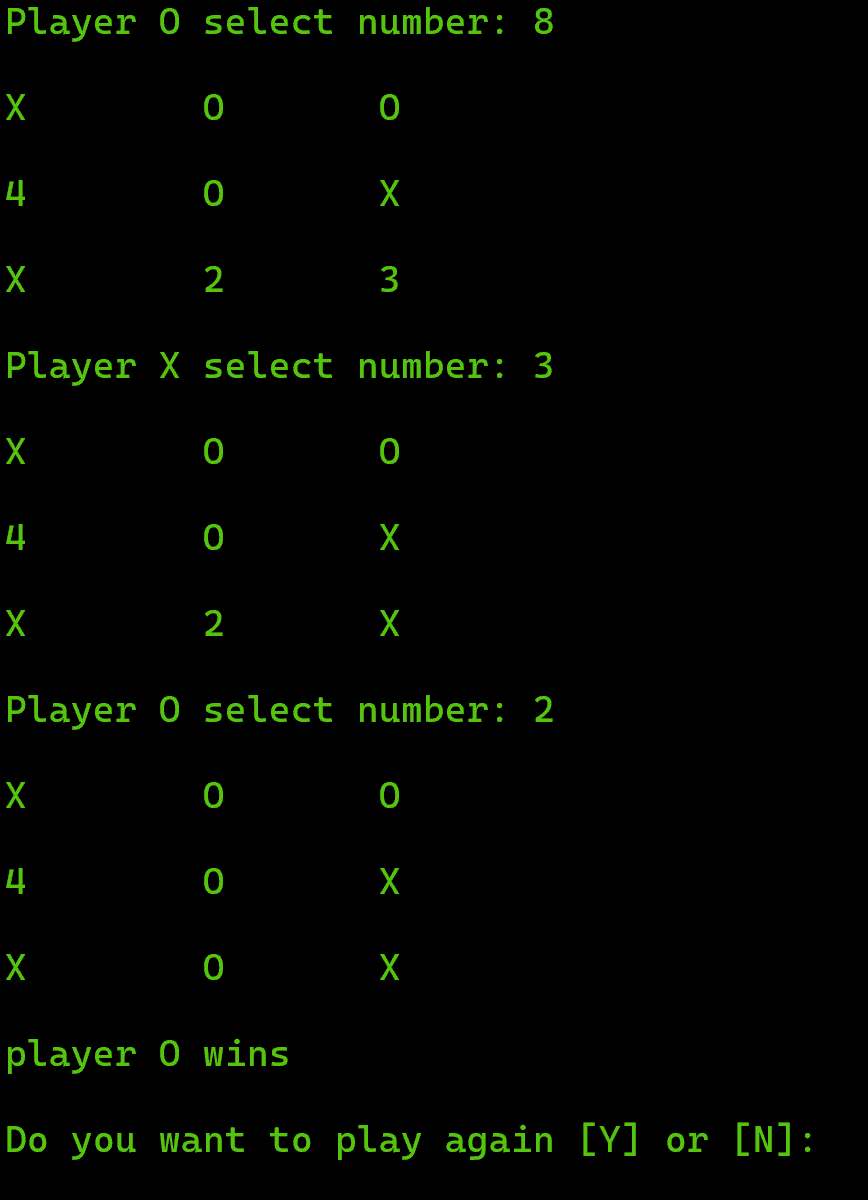 Player O select number: 8
X O O
4 O X
X 2 3
Player X select number: 3
X O O
4 O X
X 2 X
Player O select number: 2
X O O
4 O X
X O X
player O wins
Do you want to play again [Y] or [N]: